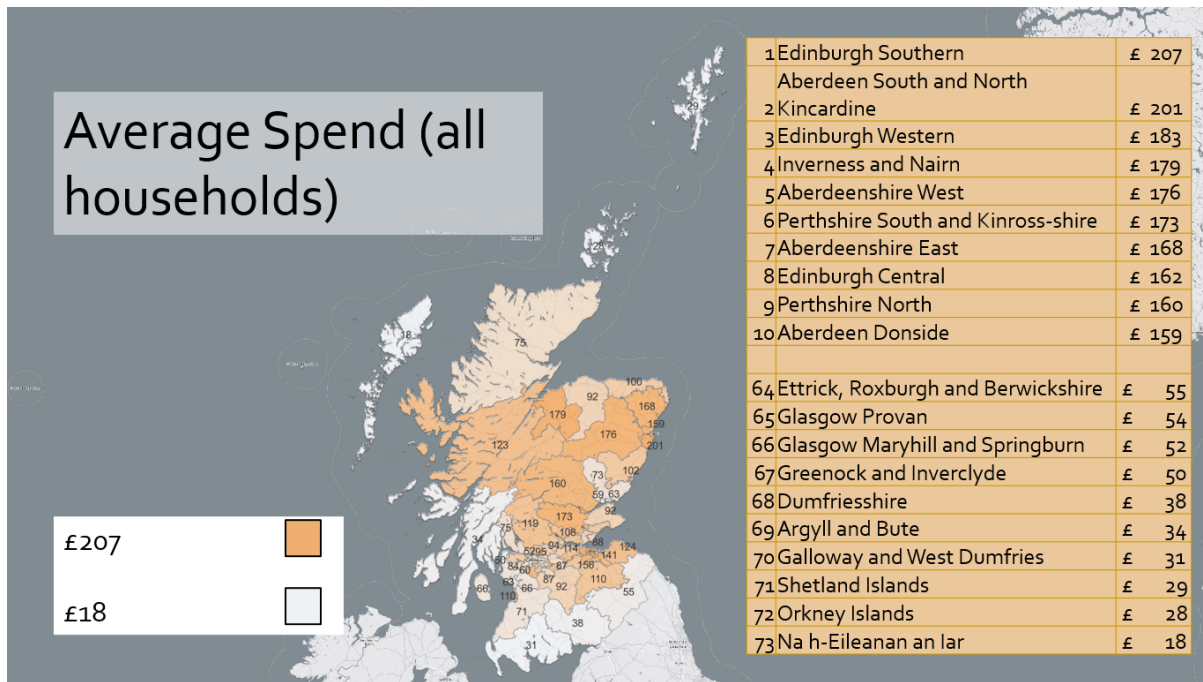 Average Spend (all
households)
£207
£18
1 Edinburgh Southern £ 207
Aberdeen South and North
2 Kincardine £ 201
3 Edinburgh Western £ 183
4 Inverness and Nairn £ 179
5 Aberdeenshire West £ 176
6 Perthshire South and Kinross-shire £ 173
7 Aberdeenshire East £ 168
8 Edinburgh Central £ 162
9 Perthshire North £ 160
10 Aberdeen Donside £ 159
64 Ettrick, Roxburgh and Berwickshire £ 55
65 Glasgow Provan £ 54
66 Glasgow Maryhill and Springburn £ 52
67 Greenock and Inverclyde £ 50
68 Dumfriesshire £ 38
69 Argyll and Bute £ 34
70 Galloway and West Dumfries £ 31
71 Shetland Islands £ 29
72 Orkney Islands £ 28
73 Na h-Eileanan an Iar £ 18
29
28
18
75
100
92
168
179
159
176
201
123
102
73
160
59 63
92
173
119
75
108
34
68
124
94 114
5295
141
50
84
156
60
87
63
87
110
66
66
92
55
110
71
38
31